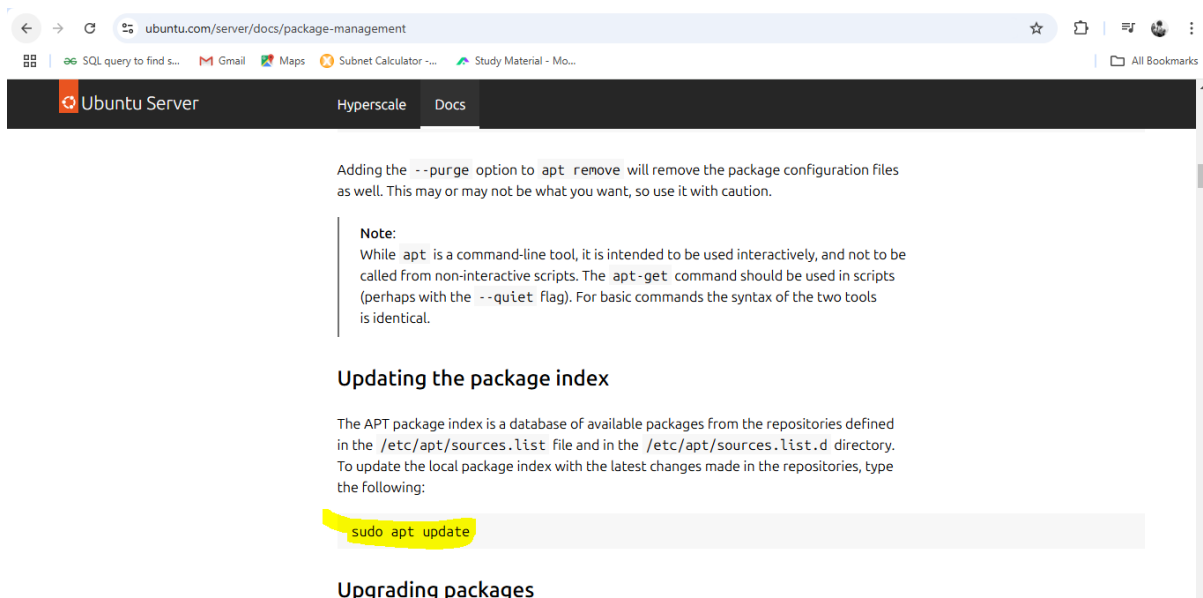 ubuntu.com/server/docs/package-management
SQL query to find s... Gmail Maps Subnet Calculator -... Study Material - Mo... All Bookmarks
Ubuntu Server Hyperscale Docs
Adding the --purge option to apt remove will remove the package configuration files
as well. This may or may not be what you want, so use it with caution.
Note:
While apt is a command-line tool, it is intended to be used interactively, and not to be
called from non-interactive scripts. The apt-get command should be used in scripts
(perhaps with the --quiet flag). For basic commands the syntax of the two tools
is identical.
Updating the package index
The APT package index is a database of available packages from the repositories defined
in the /etc/apt/sources.list file and in the /etc/apt/sources.list.d directory.
To update the local package index with the latest changes made in the repositories, type
the following:
sudo apt update
Upgrading packages